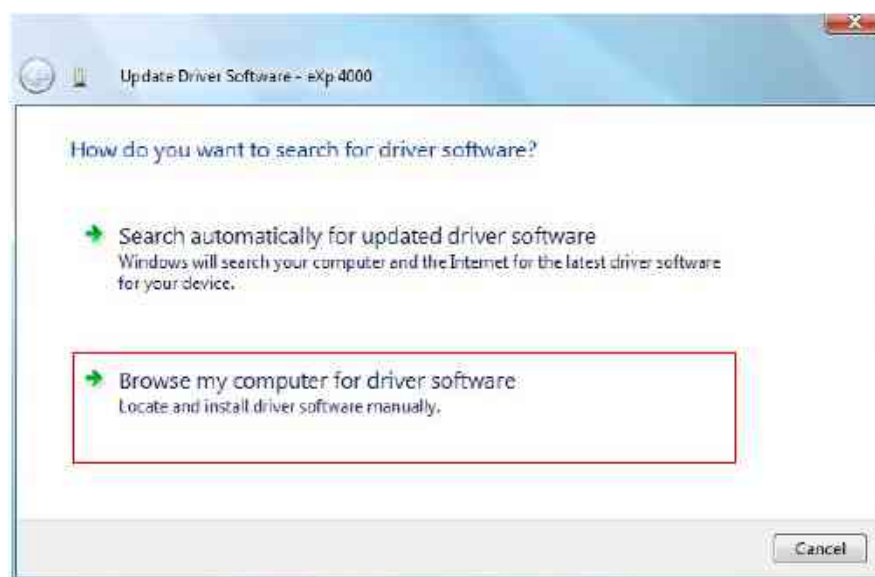 Update Driver Software - eXp 4000
How do you want to search for driver software?
Search automatically for updated driver software
Windows will search your computer and the Internet for the latest driver software
for your device.
Browse my computer for driver software
Locate and install driver software manually.
Cancel